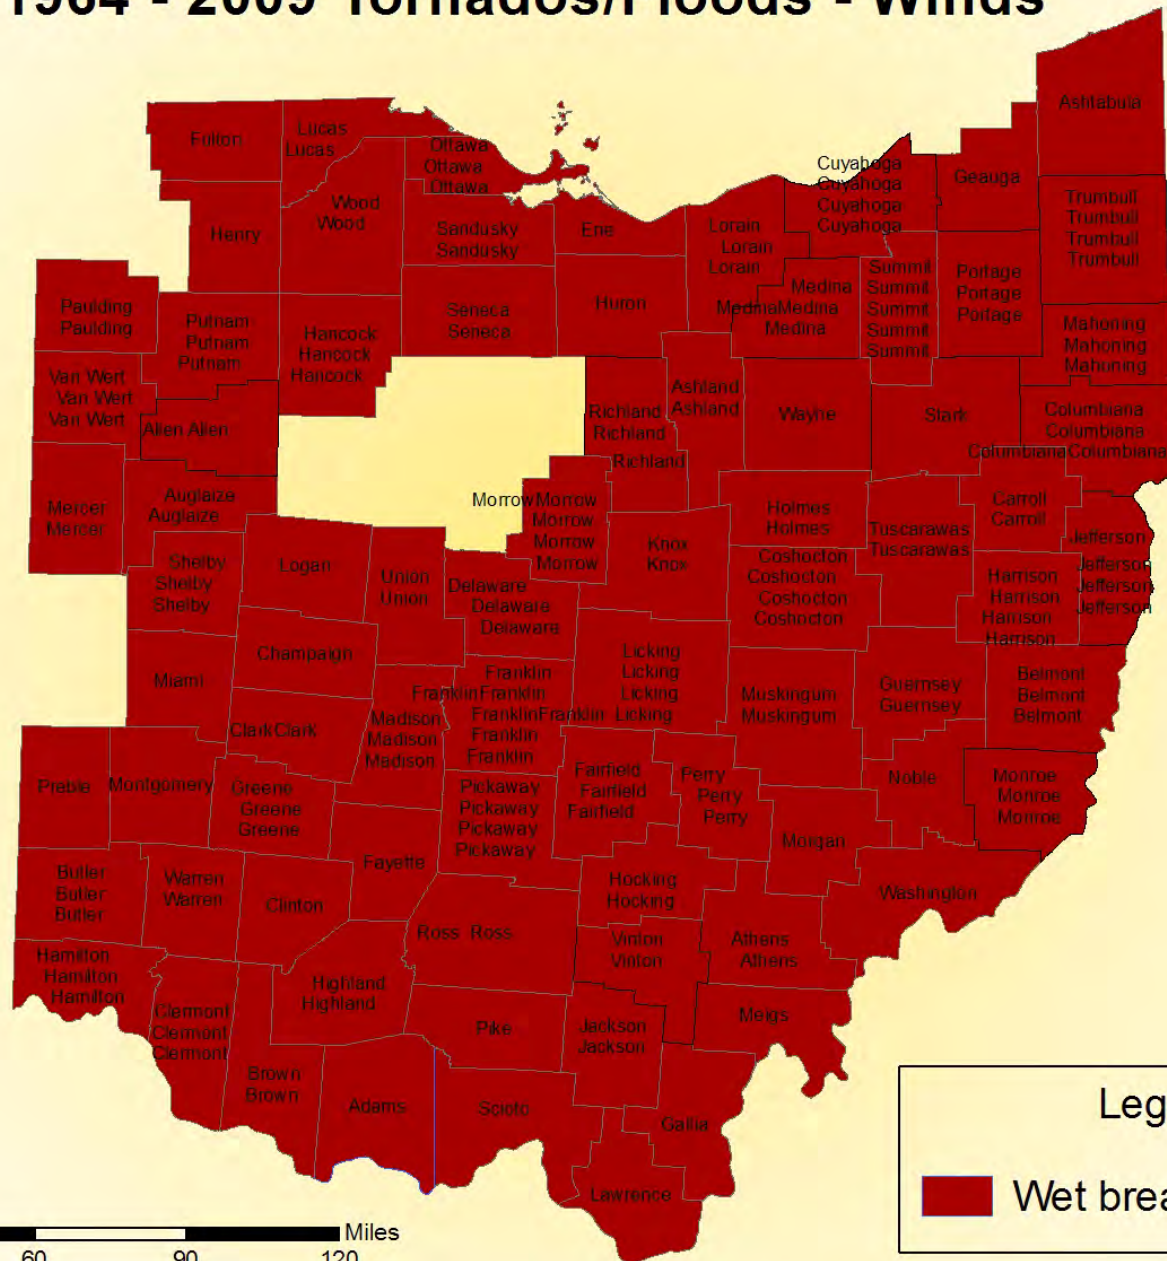 1964 - 2009 Tornados/Floods - Winds
Ashtabula
Fulton
Lucas
Lucas
Ottawa
Ottawa
Ottawa
Cuyahoga
Cuyahoga
Cuyahoga
Cuyahoga
Geauga
Trumbull
Trumbull
Trumbull
Trumbull
Wood
Wood
Henry
Sandusky
Sandusky
Erie
Lorain
Lorain
Lorain
Summit
Summit
Summit
Summit
Summit
Portage
Portage
Portage
Medina
MedinaMedina
Medina
Paulding
Paulding
Putnam
Putnam
Putnam
Hancock
Hancock
Hancock
Seneca
Seneca
Huron
Mahoning
Mahoning
Mahoning
Van Wert
Van Wert
Van Wert
Allen Allen
Richland
Richland
Richland
Ashland
Ashland
Wayne
Stark
Columbiana
Columbiana
ColumbianaColumbiana
Mercer
Mercer
Auglaize
Auglaize
MorrowMorrow
Morrow
Morrow
Morrow
Holmes
Holmes
Tuscarawas
Tuscarawas
Carroll
Carroll
Jefferson
Jefferson
Jefferson
Jefferson
Shelby
Shelby
Shelby
Logan
Union
Union
Delaware
Delaware
Delaware
Knox
Knox
Coshocton
Coshocton
Coshocton
Coshocton
Harrison
Harrison
Harrison
Harrison
Miami
Champaign
Franklin
FranklinFranklin
FranklinFranklin
Franklin
Franklin
Licking
Licking
Licking
Licking
Muskingum
Muskingum
Guernsey
Guernsey
Belmont
Belmont
Belmont
ClarkClark
Madison
Madison
Madison
Preble
Montgomery
Greene
Greene
Greene
Pickaway
Pickaway
Pickaway
Pickaway
Fairfield
Fairfield
Fairfield
Perry
Perry
Perry
Noble
Monroe
Monroe
Monroe
Morgan
Butler
Butler
Butler
Warren
Warren
Clinton
Fayette
Hocking
Hocking
Washington
Hamilton
Hamilton
Hamilton
Ross Ross
Vinton
Vinton
Athens
Athens
Clermont
Clermont
Clermont
Highland
Highland
Pike
Jackson
Jackson
Meigs
Brown
Brown
Adams
Scioto
Gallia
Lawrence
Leg
Wet brea
Miles
60 90 120